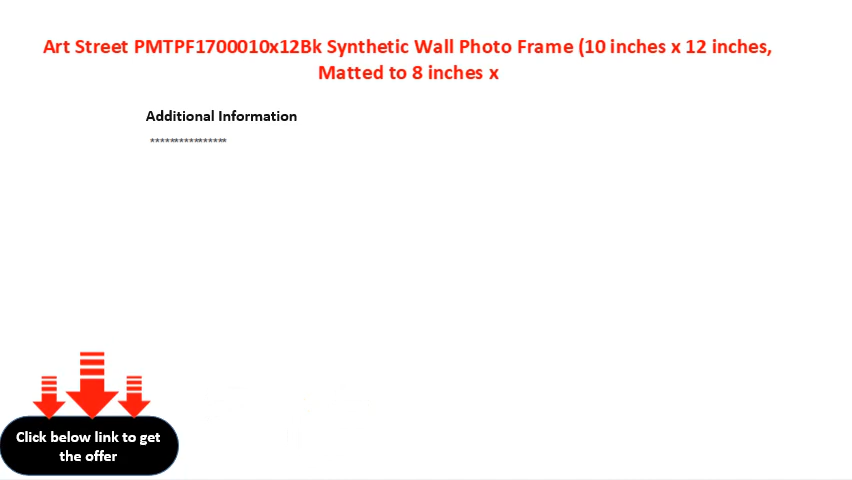 Art Street PMTPF1700010x12Bk Synthetic Wall Photo Frame (10 inches x 12 inches,
Matted to 8 inches x
Additional Information
****************
Click below link to get
the offer